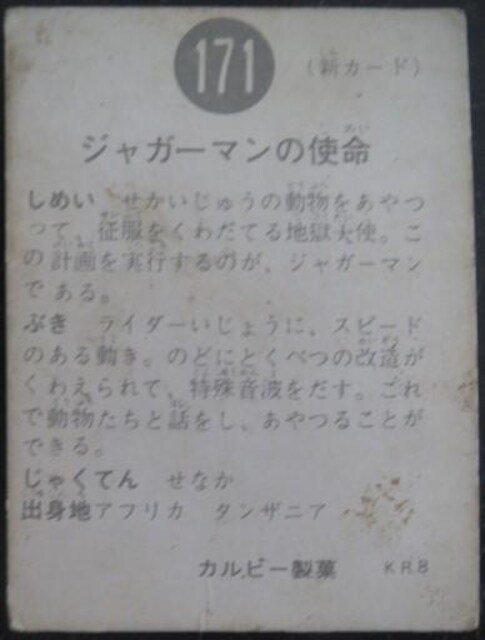 171
(新カード)
ジャガーマンの使命
しめい せかいじゅうの動物をあやつ
って、征服をくわだてる地獄大使。こ
の計画を実行するのが、ジャガーマン
で ある。
ぶき ライダーいじょうに、スピード
のある動き。のどにとくべつの改造が
くわえられて、特殊音波をだす。これ
で動物たちと話をし、あやつることが
できる。
じゃくてん せなか
出身地アフリカ タンザニア
カルビー製菓 KR8